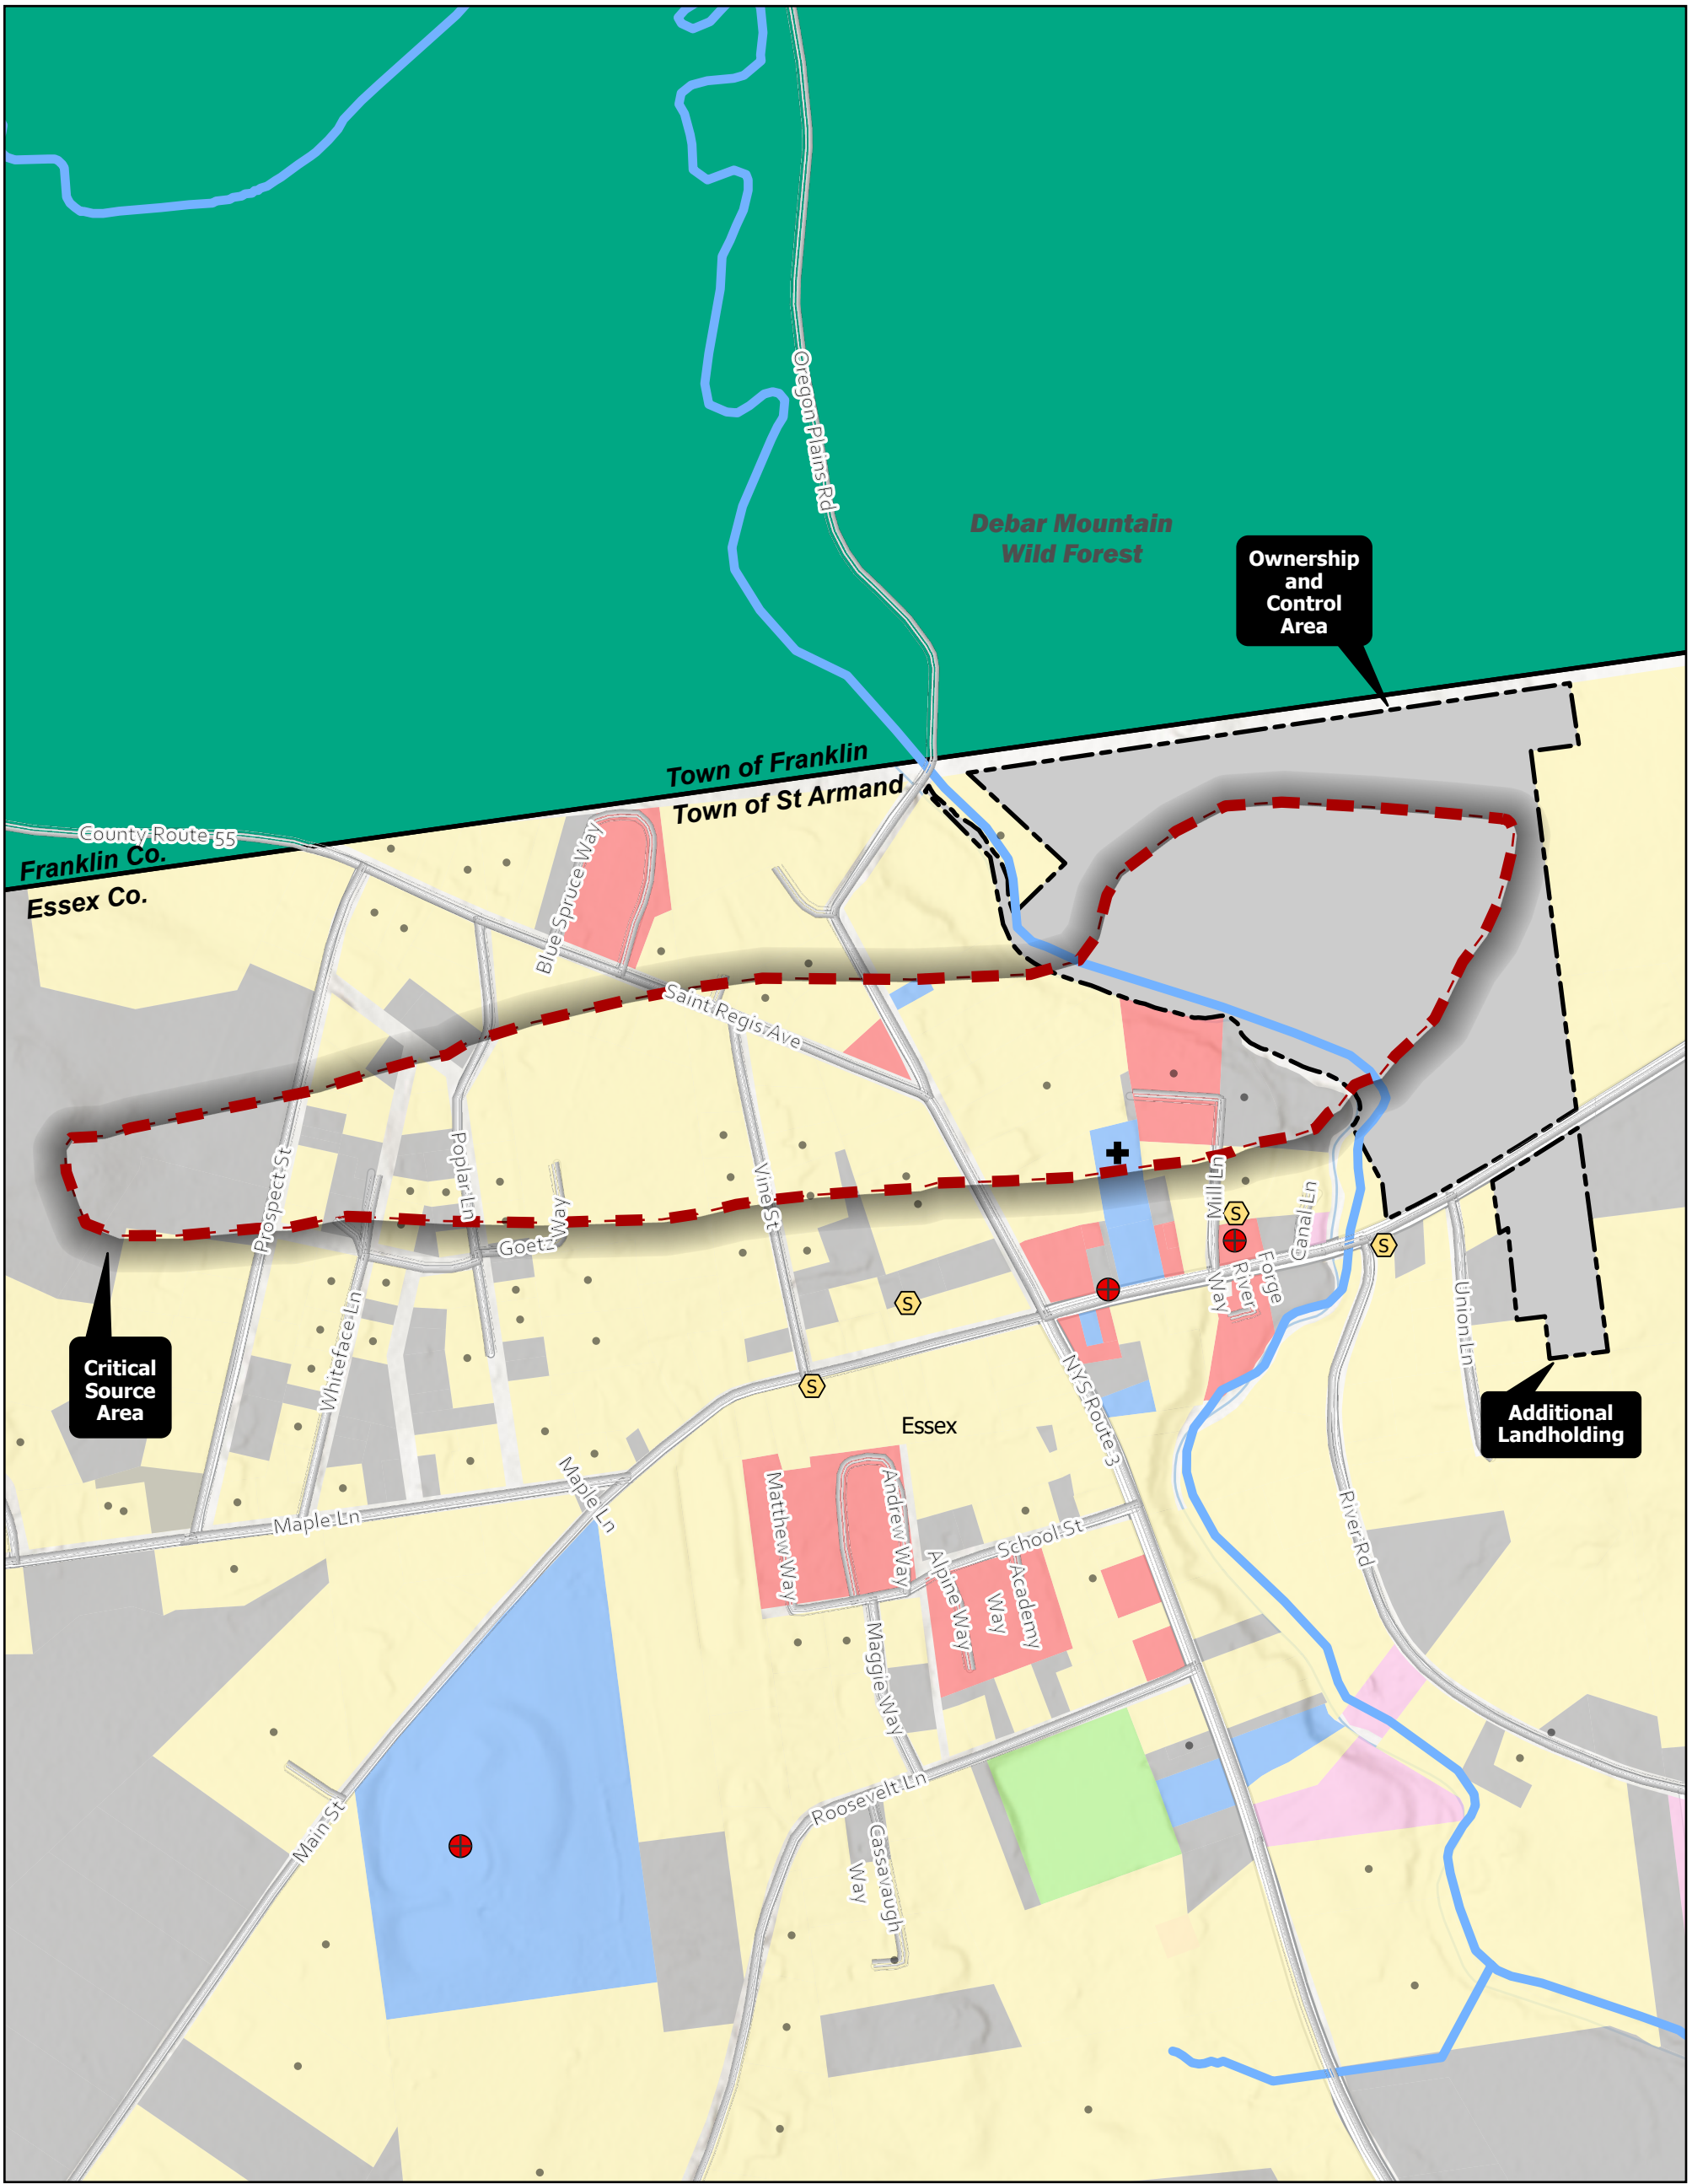 Oregon Plains Rd
Debar Mountain
Wild Forest
Ownership
and
Control
Area
Town of Franklin
Town of St Armand
County Route 55
Franklin Co.
Essex Co.
Blue Spruce Way
Saint Regis Ave
Prospect St
Poplar Ln
Vine St
Goetz Way
Mill Ln
Canal Ln
S
S
S
S
Forge
River
Way
Whiteface Ln
Union Ln
Critical
Source
Area
NYS Route 3
Additional
Landholding
Essex
Maple Ln
Maple Ln
Matthew Way
Andrew Way
School St
Alpine Way
Academy
Way
River Rd
Maggie Way
Roosevelt Ln
Main St
Cassavaugh
Way